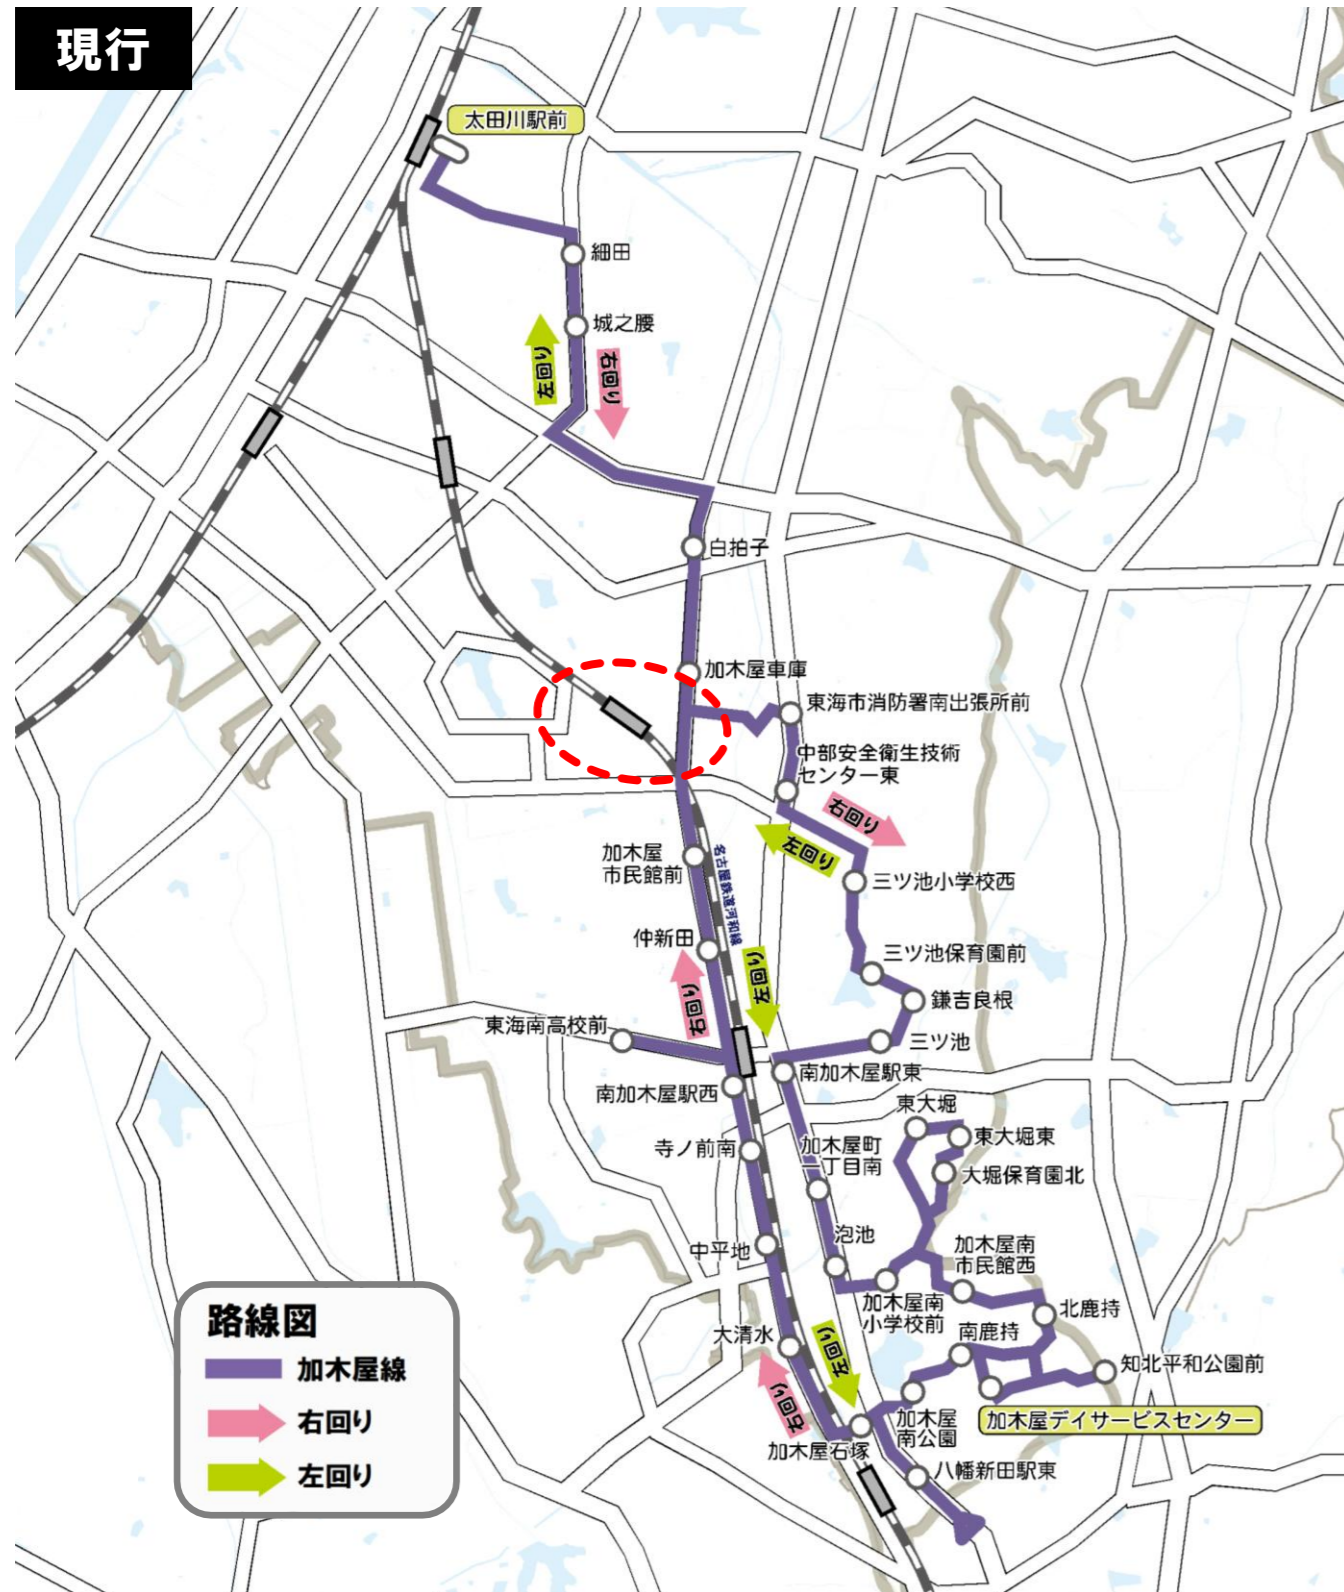 現行
太田川駅前
細田
城之腰
左回り
右回り
白拍子
加木屋車庫
東海市消防署南出張所前
中部安全衛生技術
センター東
右回り
左回り
加木屋
市民館前
名古屋鉄道河和線
三ツ池小学校西
仲新田
三ツ池保育園前
右回り
左回り
鎌吉良根
東海南高校前
三ツ池
南加木屋駅西
南加木屋駅東
東大堀
東大堀東
寺ノ前南
加木屋町
一丁目南
大堀保育園北
泡池
中平地
加木屋南
市民館西
加木屋南
小学校前
北鹿持
大清水
左回り
南鹿持
知北平和公園前
右回り
加木屋
南公園
加木屋デイサービスセンター
加木屋石塚
八幡新田駅東
路線図
加木屋線
右回り
左回り